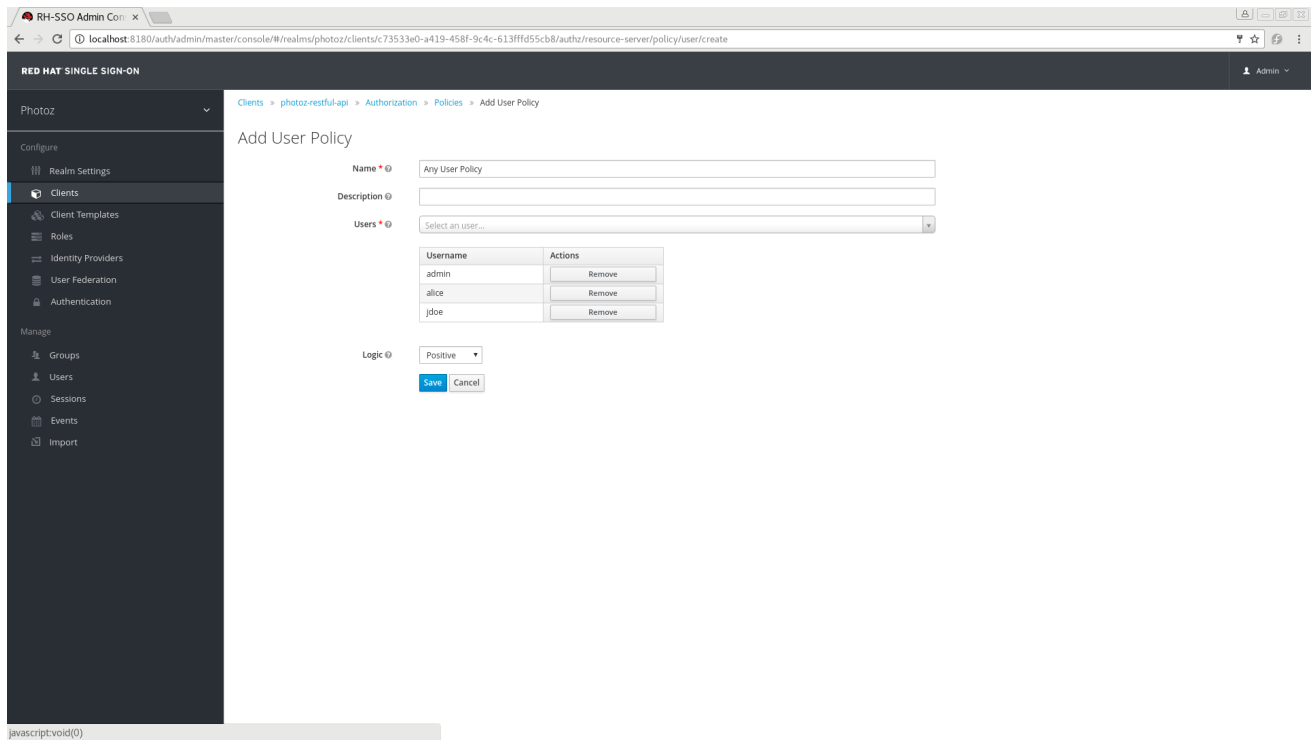 RH-SSO Admin Con ×
localhost:8180/auth/admin/master/console/#/realms/photoz/clients/c73533e0-a419-458f-9c4c-613fffd55cb8/authz/resource-server/policy/user/create
RED HAT SINGLE SIGN-ON
Admin
Photoz
Clients » photoz-restful-api » Authorization » Policies » Add User Policy
Add User Policy
Configure
Realm Settings
Clients
Client Templates
Roles
Identity Providers
User Federation
Authentication
Manage
Groups
Users
Sessions
Events
Import
Name *
Any User Policy
Description
Users *
Select an user...
Username Actions
admin Remove
alice Remove
jdoe Remove
Logic
Positive
Save Cancel
javascript:void(0)